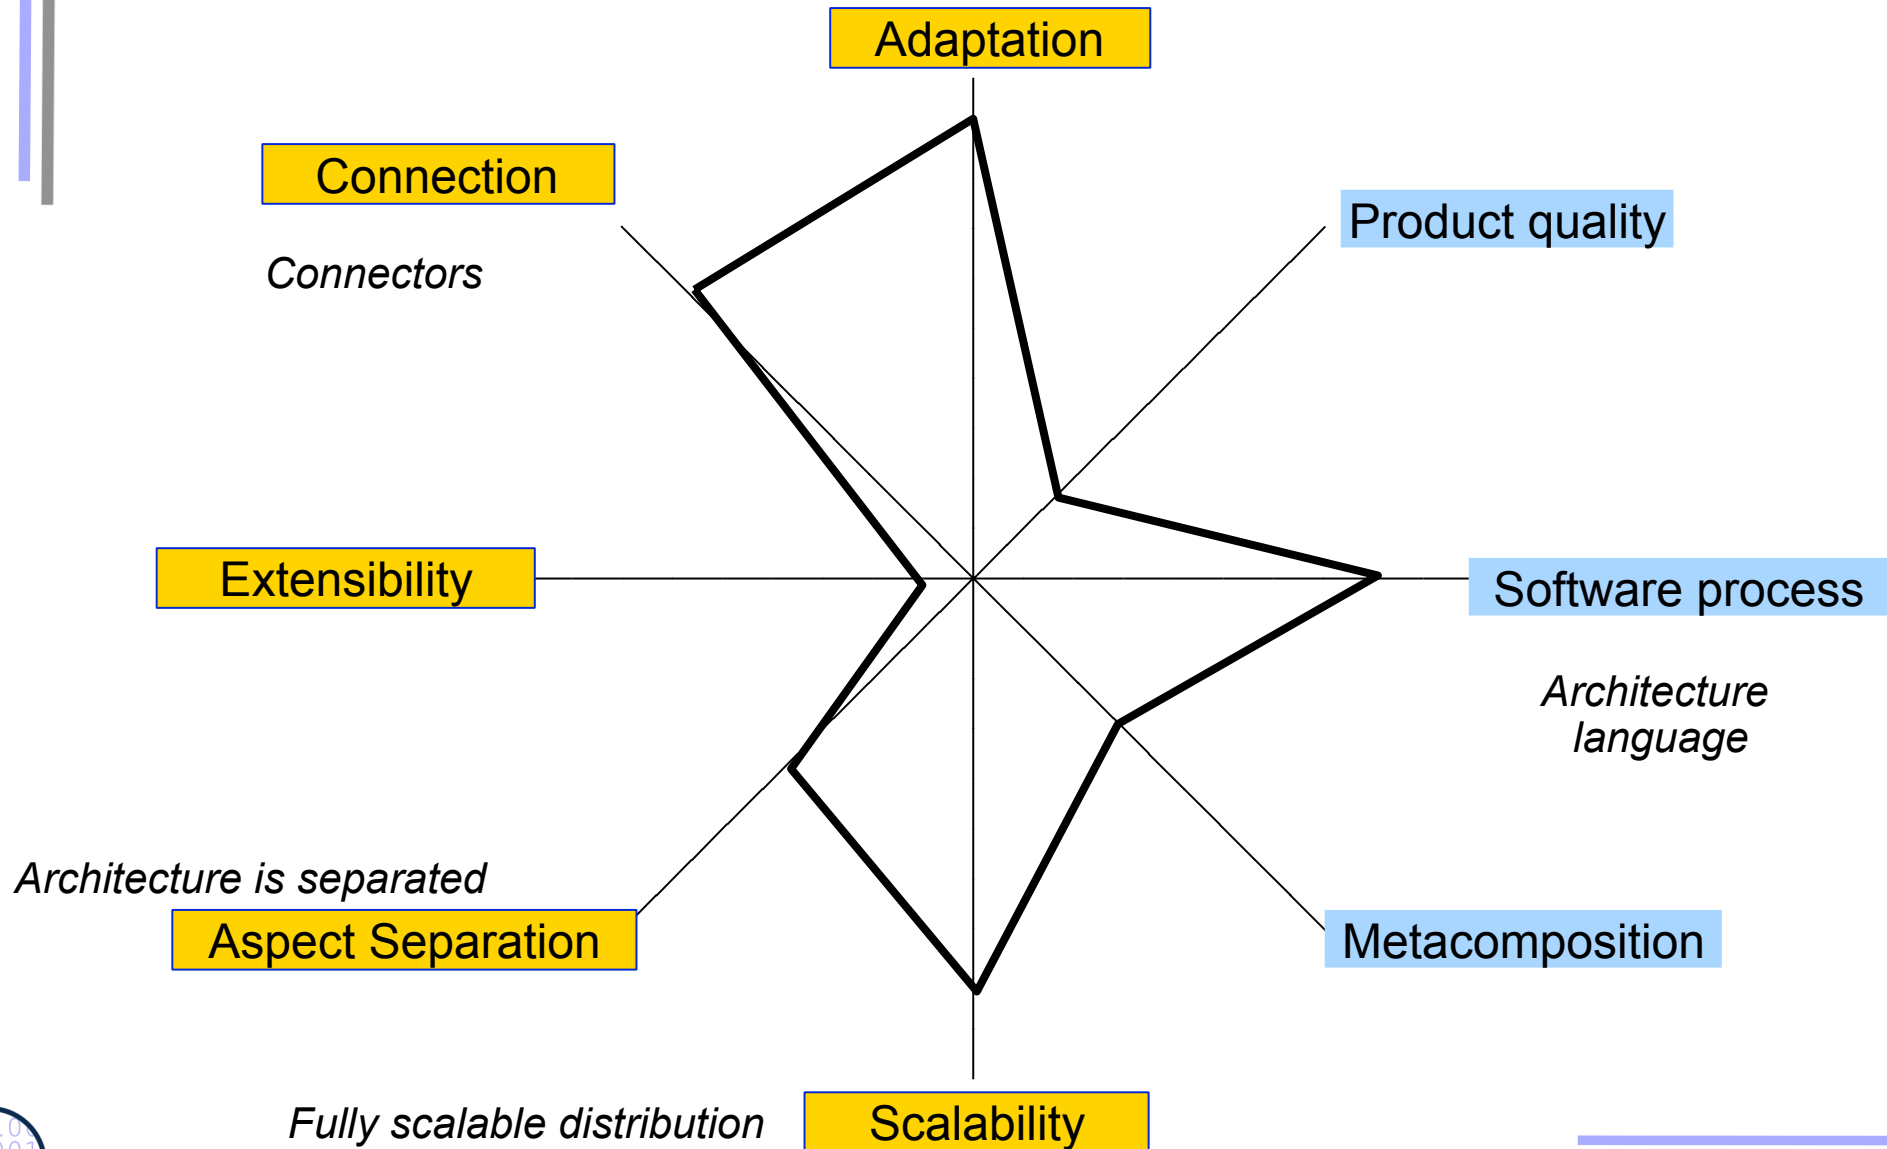 Adaptation
Connection
Product quality
Connectors
Extensibility
Software process
Architecture
language
Architecture is separated
Aspect Separation
Metacomposition
Fully scalable distribution
Scalability